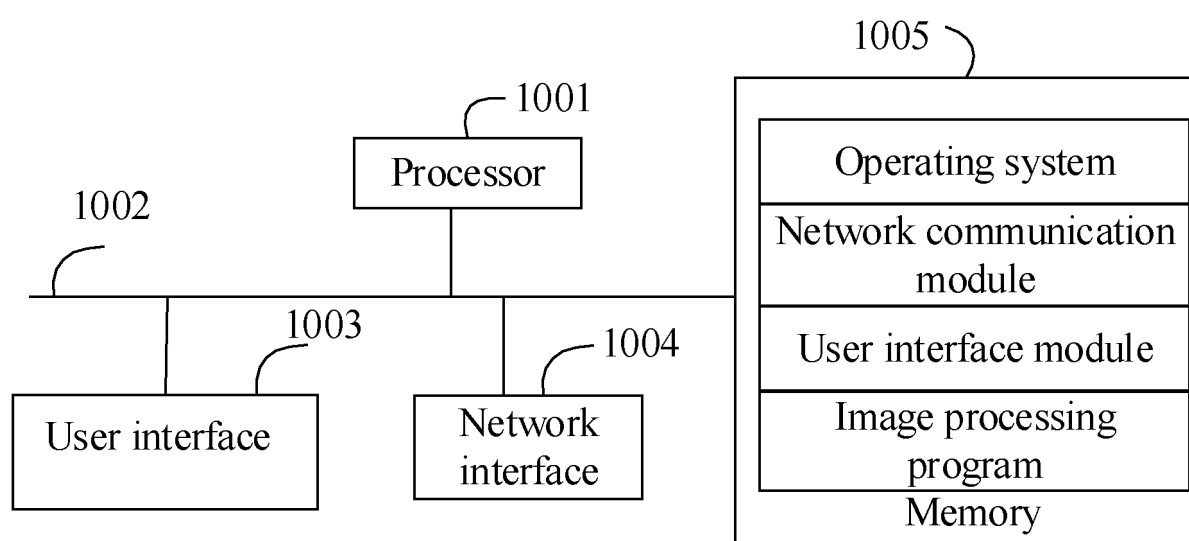 1005
1001
Processor
1002
Operating system
Network communication
module
1003
1004
User interface module
User interface
Network
interface
Image processing
program
Memory